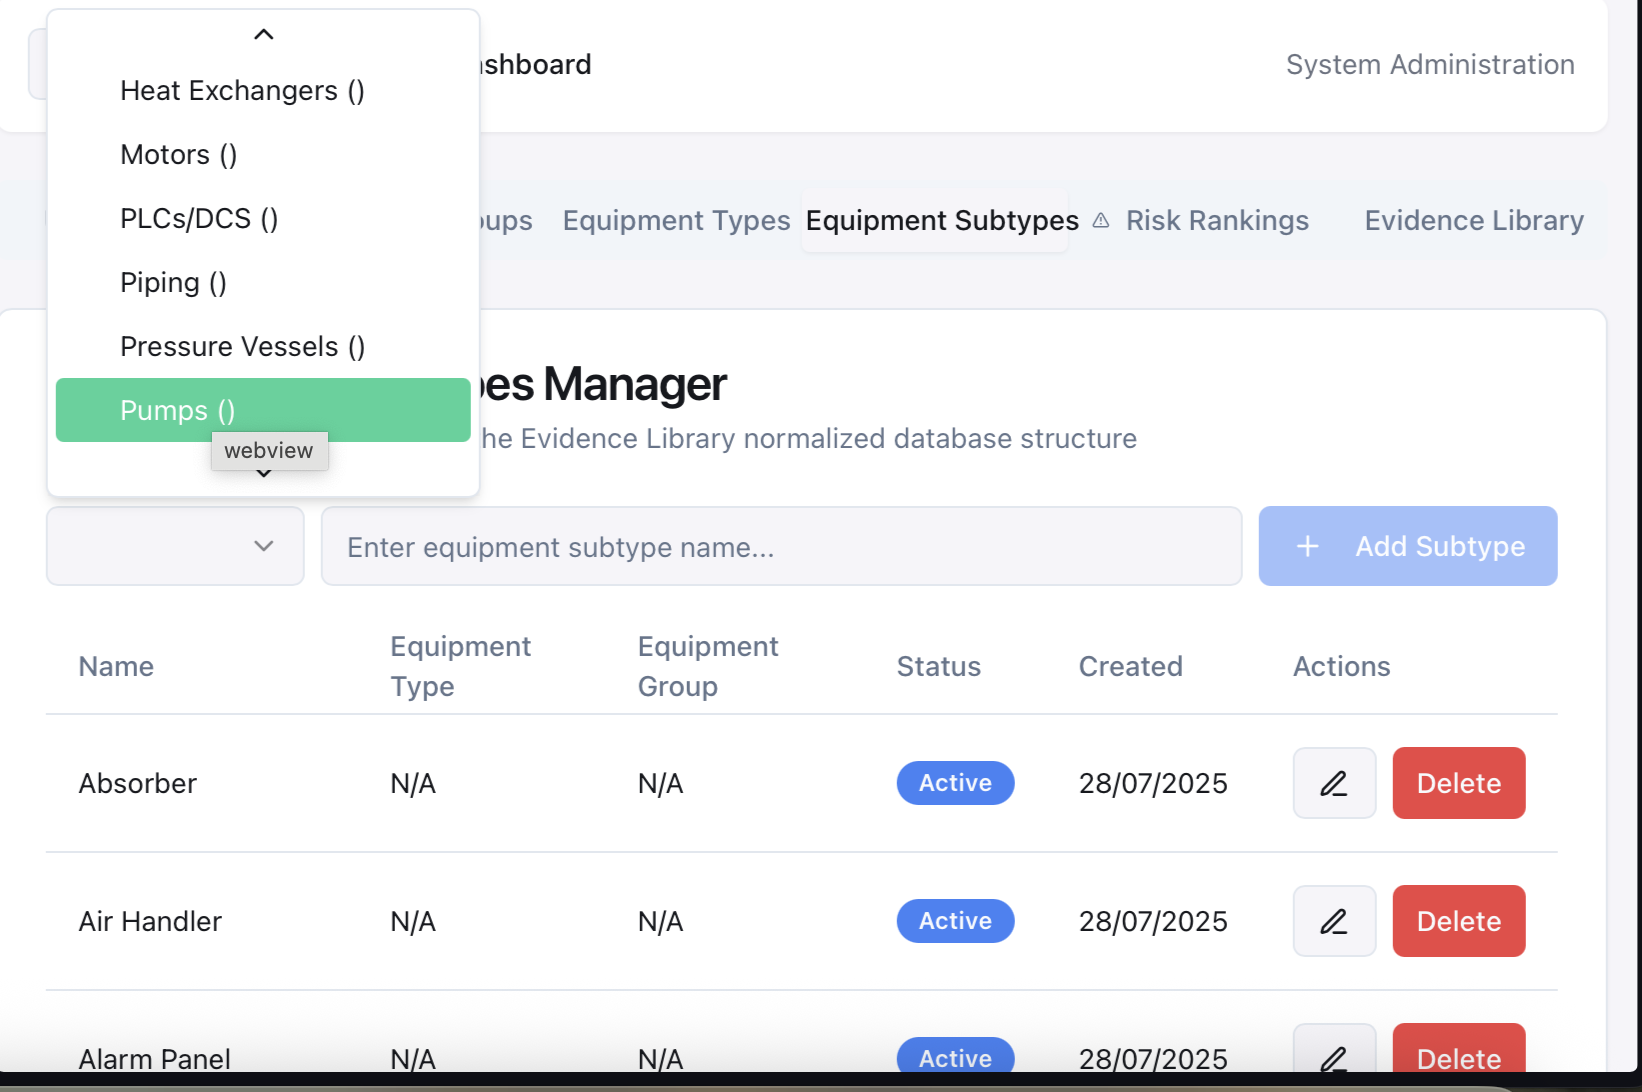 Heat Exchangers ()
Motors ()
PLCs/DCS ()
Piping ()
Pressure Vessels ()
Pumps ()
webview
shboard
System Administration
ups
Equipment Types
Equipment Subtypes
Risk Rankings
Evidence Library
es Manager
he Evidence Library normalized database structure
Enter equipment subtype name...
+ Add Subtype
Name
Equipment
Type
Equipment
Group
Status
Created
Actions
Absorber N/A N/A Active 28/07/2025 Delete
Air Handler N/A N/A Active 28/07/2025 Delete
Alarm Panel N/A N/A Active 28/07/2025 Delete